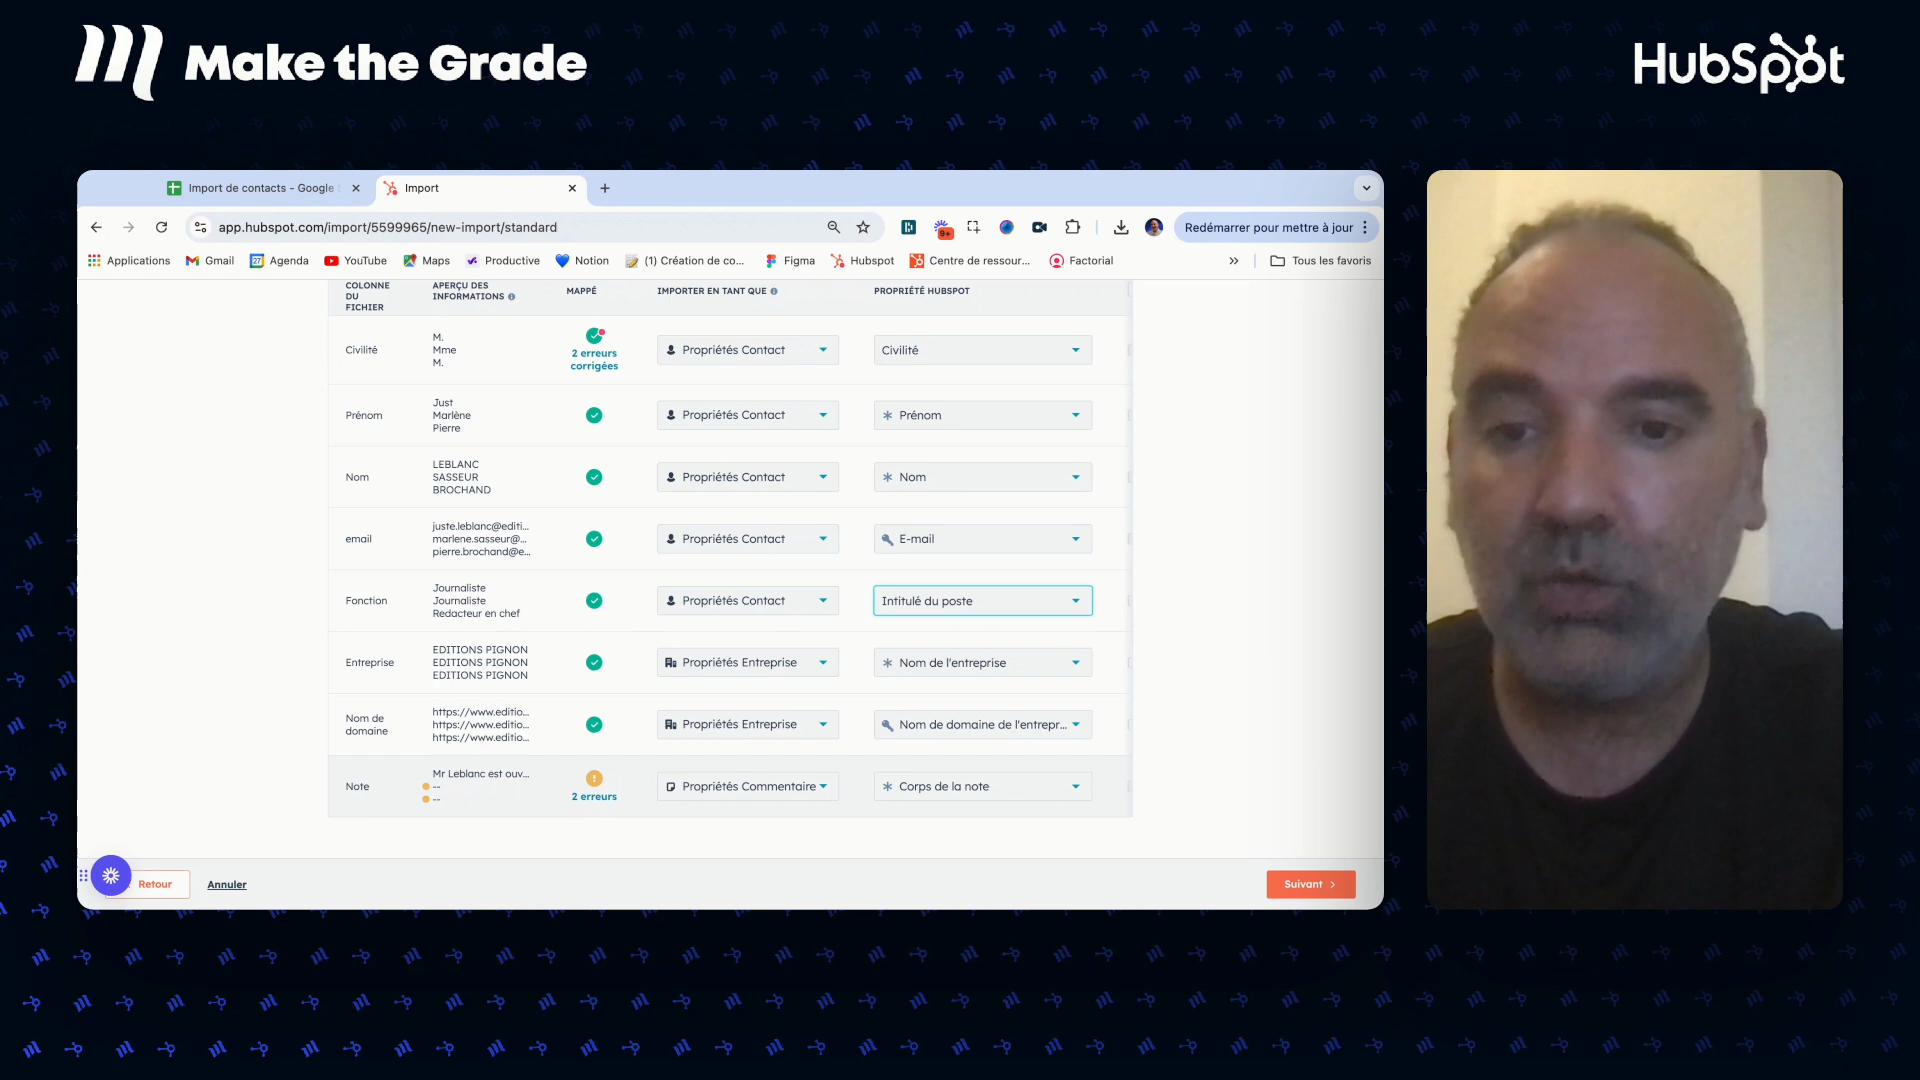 Make the Grade
HubSpot
Import de contacts - Google
Import
app.hubspot.com/import/5599965/new-import/standard
9+
Redémarrer pour mettre à jour
Applications
Gmail
27
Agenda
YouTube
Maps
Productive
Notion
(1) Création de co...
Figma
Hubspot
Centre de ressour...
Factorial
Tous les favoris
COLONNE DU FICHIER
APERÇU DES INFORMATIONS
MAPPÉ
IMPORTER EN TANT QUE
PROPRIÉTÉ HUBSPOT
Civilité
M.
Mme
M.
2 erreurs
corrigées
Propriétés Contact
Civilité
Prénom
Just
Marlène
Pierre
Propriétés Contact
Prénom
Nom
LEBLANC
SASSEUR
BROCHAND
Propriétés Contact
Nom
email
juste.leblanc@editi...
marlene.sasseur@...
pierre.brochand@e...
Propriétés Contact
E-mail
Fonction
Journaliste
Journaliste
Redacteur en chef
Propriétés Contact
Intitulé du poste
Entreprise
EDITIONS PIGNON
EDITIONS PIGNON
EDITIONS PIGNON
Propriétés Entreprise
Nom de l'entreprise
Nom de
domaine
https://www.editio...
https://www.editio...
https://www.editio...
Propriétés Entreprise
Nom de domaine de l'entrepr...
Note
Mr Leblanc est ouv...
--
--
2 erreurs
Propriétés Commentaire
Corps de la note
Retour
Annuler
Suivant